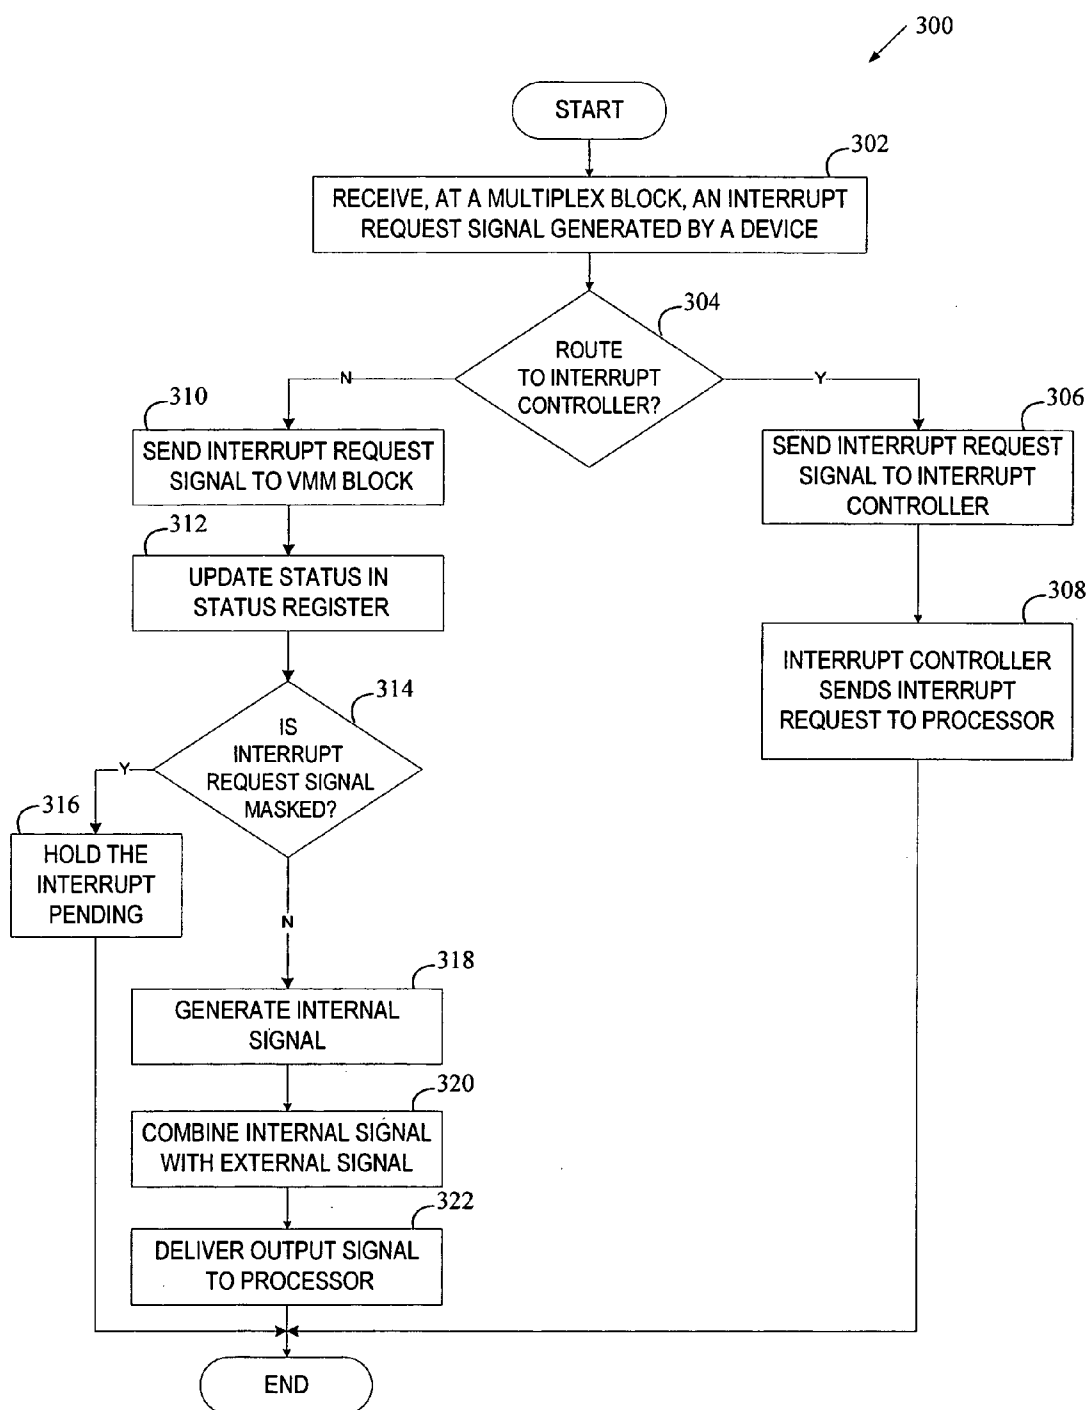 300
START
302
RECEIVE, AT A MULTIPLEX BLOCK, AN INTERRUPT
REQUEST SIGNAL GENERATED BY A DEVICE
304
ROUTE
TO INTERRUPT
CONTROLLER?
N
Y
310
SEND INTERRUPT REQUEST
SIGNAL TO VMM BLOCK
306
SEND INTERRUPT REQUEST
SIGNAL TO INTERRUPT
CONTROLLER
312
UPDATE STATUS IN
STATUS REGISTER
308
INTERRUPT CONTROLLER
SENDS INTERRUPT
REQUEST TO PROCESSOR
314
IS
INTERRUPT
REQUEST SIGNAL
MASKED?
Y
316
HOLD THE
INTERRUPT
PENDING
N
318
GENERATE INTERNAL
SIGNAL
320
COMBINE INTERNAL SIGNAL
WITH EXTERNAL SIGNAL
322
DELIVER OUTPUT SIGNAL
TO PROCESSOR
END